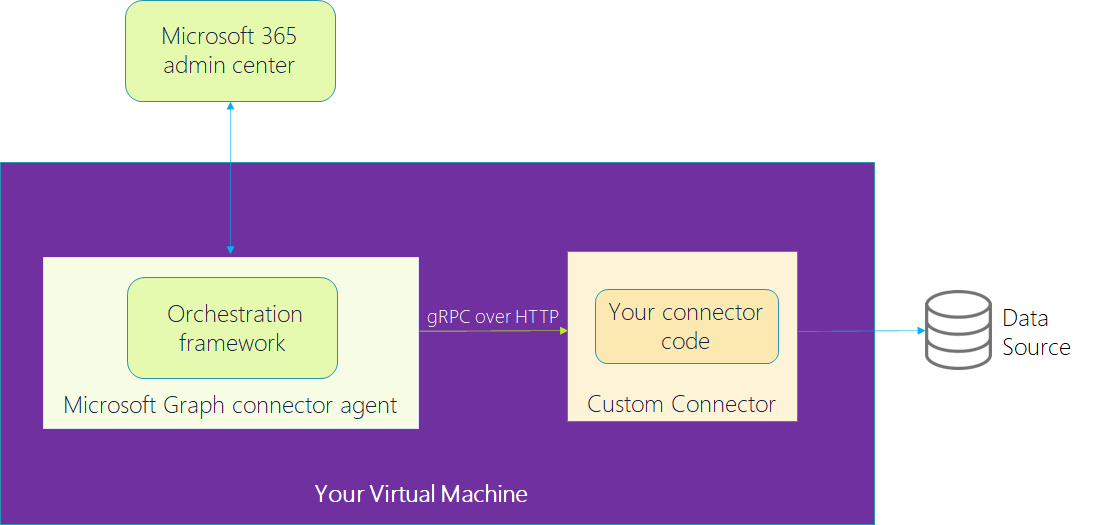 Microsoft 365
admin center
Orchestration
framework
Microsoft Graph connector agent
gRPC over HTTP
Your connector
code
Custom Connector
Data
Source
Your Virtual Machine